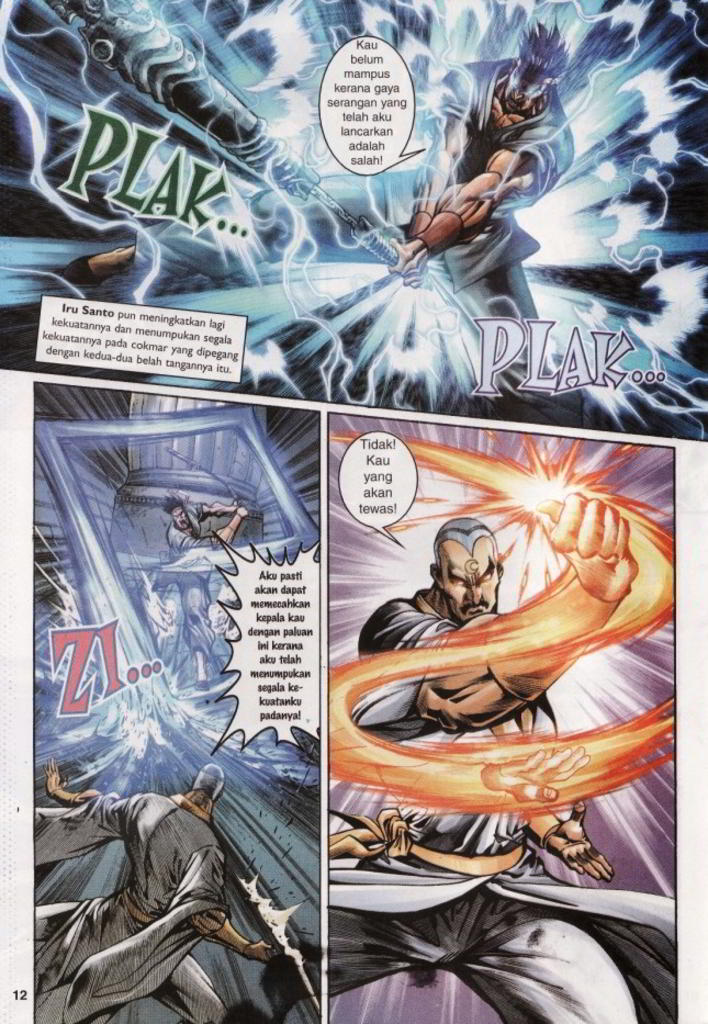 Kau
belum
mampus
kerana gaya
serangan yang
telah aku
lancarkan
adalah
salah!
PLAK...
Iru Santo pun meningkatkan lagi
kekuatannya dan menumpukan segala
kekuatannya pada cokmar yang dipegang
dengan kedua-dua belah tangannya itu.
PLAK...
Aku pasti
akan dapat
memecahkan
kepala kau
dengan paluan
ini kerana
aku telah
menumpukan
segala ke-
kuatanku
padanya!
ZI...
Tidak!
Kau
yang
akan
tewas!
12